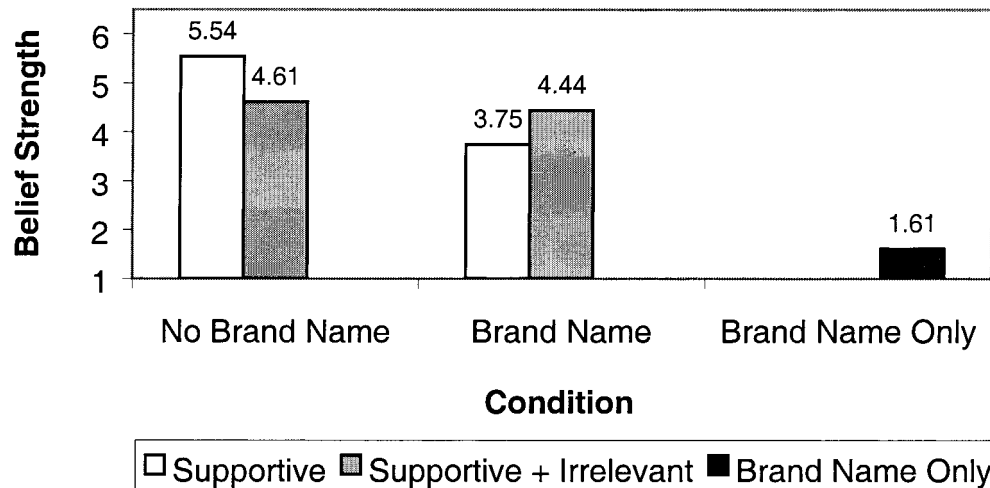 Belief Strength
6
5
4
3
2
1
5.54
4.61
3.75
4.44
1.61
No Brand Name
Brand Name
Brand Name Only
Condition
Supportive
Supportive + Irrelevant
Brand Name Only